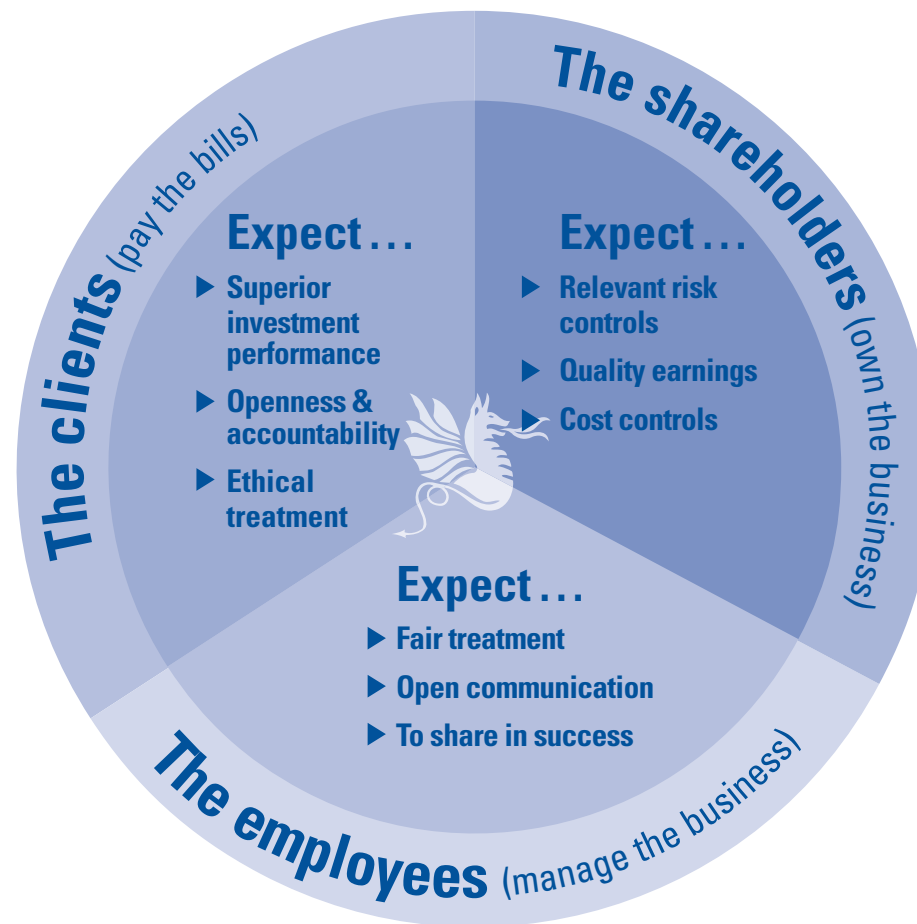 The clients (pay the bills)
Expect...
Superior
investment
performance
Openness &
accountability
Ethical
treatment
The shareholders (own the business)
Expect...
Relevant risk
controls
Quality earnings
Cost controls
Expect...
Fair treatment
Open communication
To share in success
The employees (manage the business)